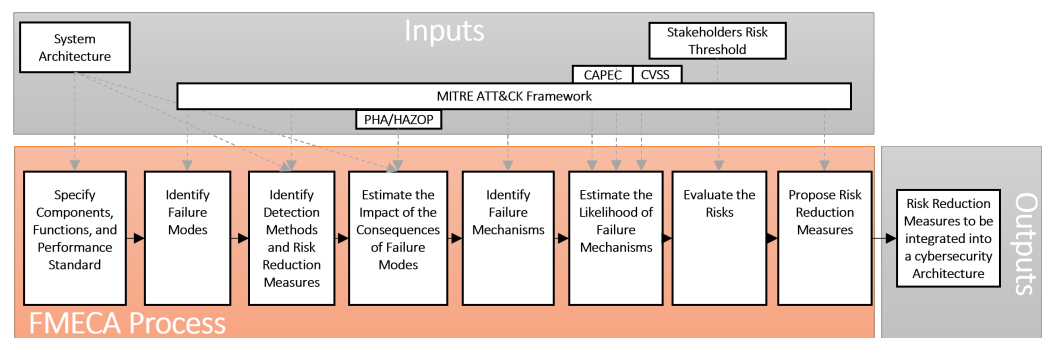 Inputs
System
Architecture
Stakeholders Risk
Threshold
CAPEC
CVSS
MITRE ATT&CK Framework
PHA/HAZOP
Specify
Components,
Functions, and
Performance
Standard
Identify
Failure
Modes
Identify
Detection
Methods
and Risk
Reduction
Measures
Estimate the
Impact of the
Consequences
of Failure
Modes
Identify
Failure
Mechanisms
Estimate the
Likelihood of
Failure
Mechanisms
Evaluate the
Risks
Propose Risk
Reduction
Measures
FMECA Process
Risk Reduction
Measures to be
integrated into
a cybersecurity
Architecture
Outputs